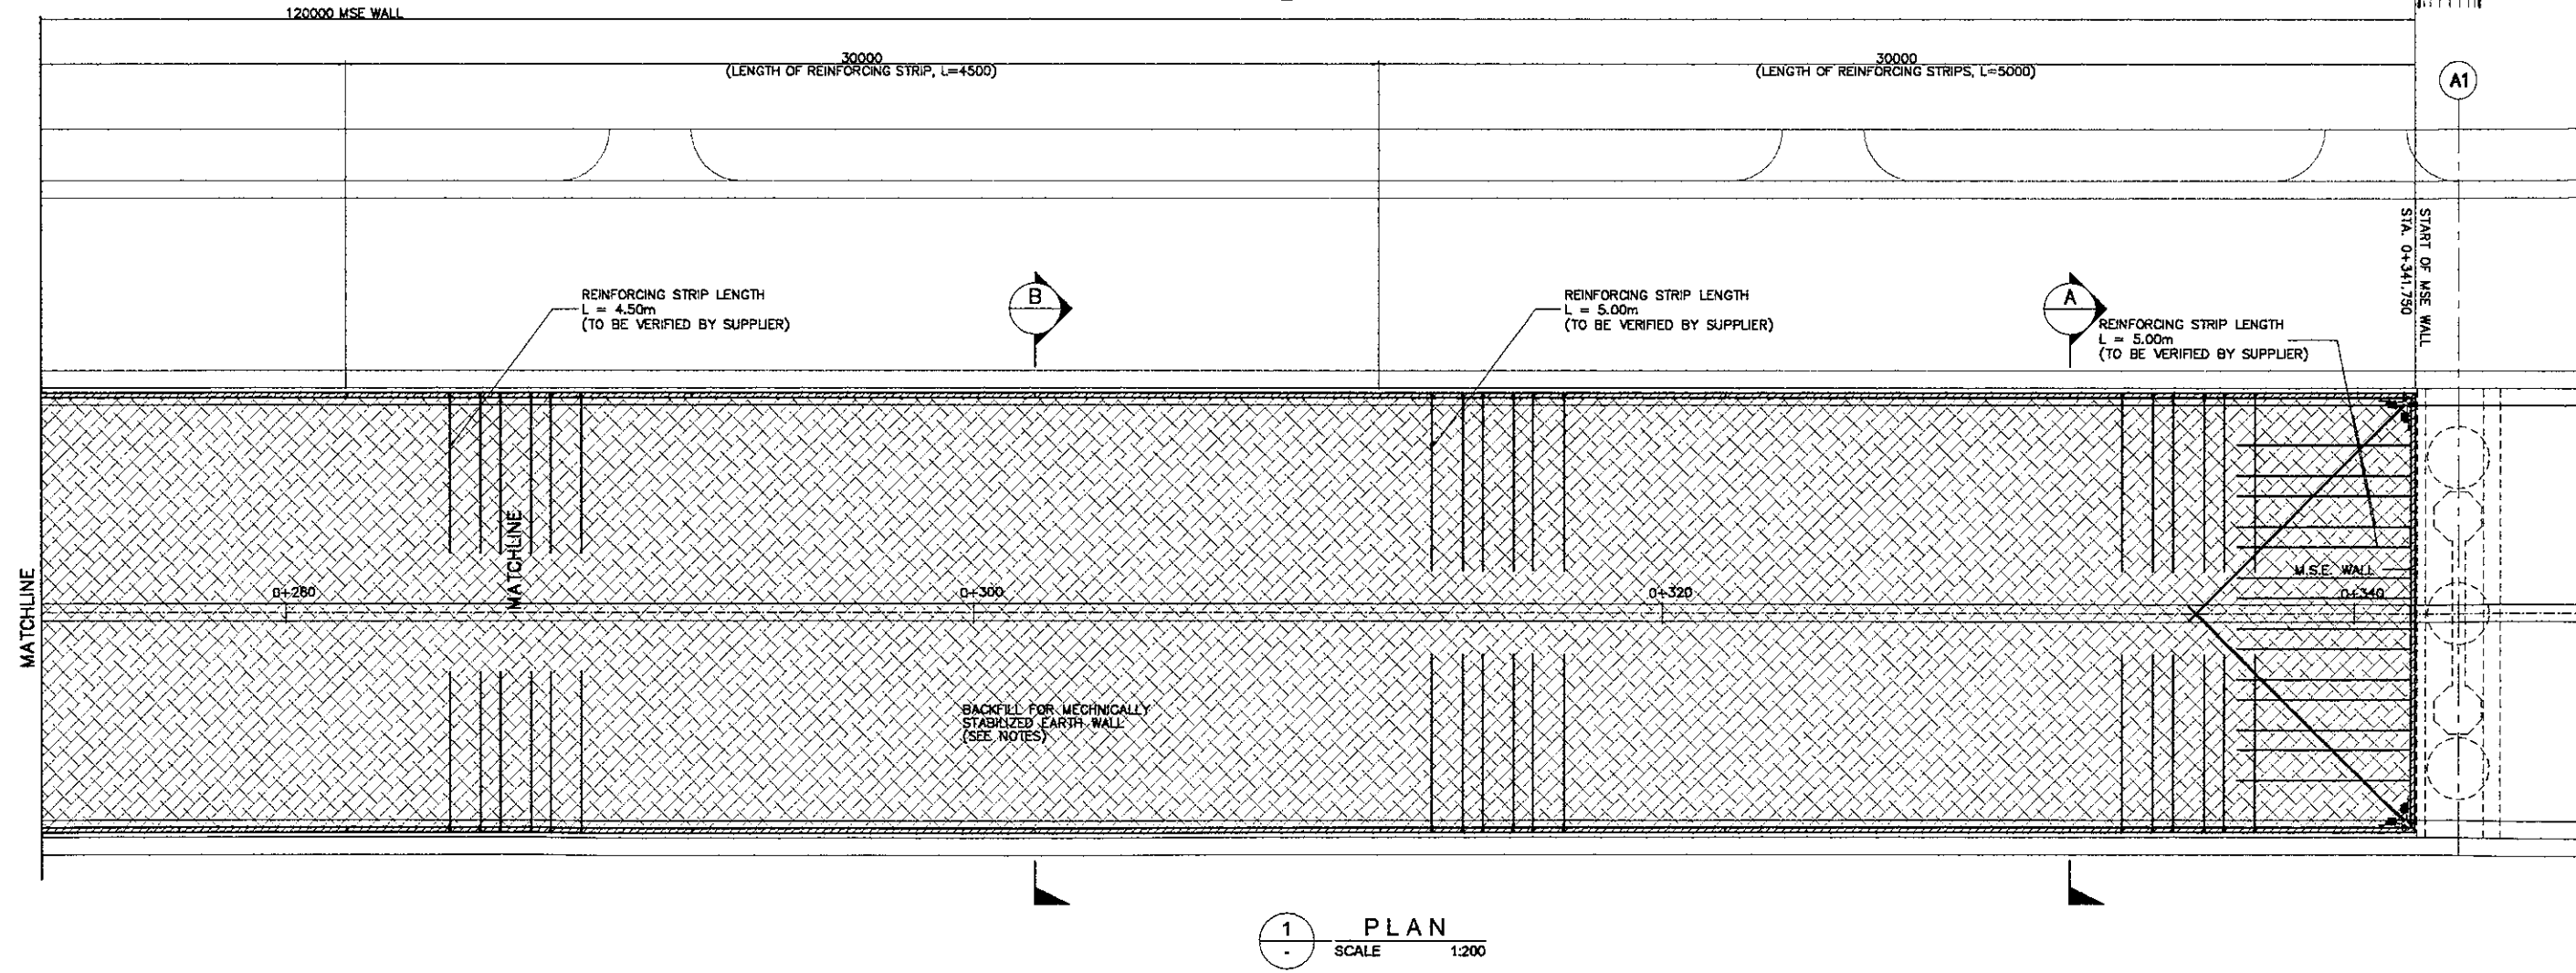 120000 MSE WALL
30000
(LENGTH OF REINFORCING STRIP, L=4500)
30000
(LENGTH OF REINFORCING STRIPS, L=5000)
A1
START OF MSE WALL
STA. 0+341.750
REINFORCING STRIP LENGTH
L = 4.50m
(TO BE VERIFIED BY SUPPLIER)
B
REINFORCING STRIP LENGTH
L = 5.00m
(TO BE VERIFIED BY SUPPLIER)
A
REINFORCING STRIP LENGTH
L = 5.00m
(TO BE VERIFIED BY SUPPLIER)
MATCHLINE
MATCHLINE
0+280
0+300
0+320
M.S.E. WALL
0+340
BACKFILL FOR MECHNICALLY
STABILIZED EARTH WALL
(SEE NOTES)
1
-
PLAN
SCALE 1:200